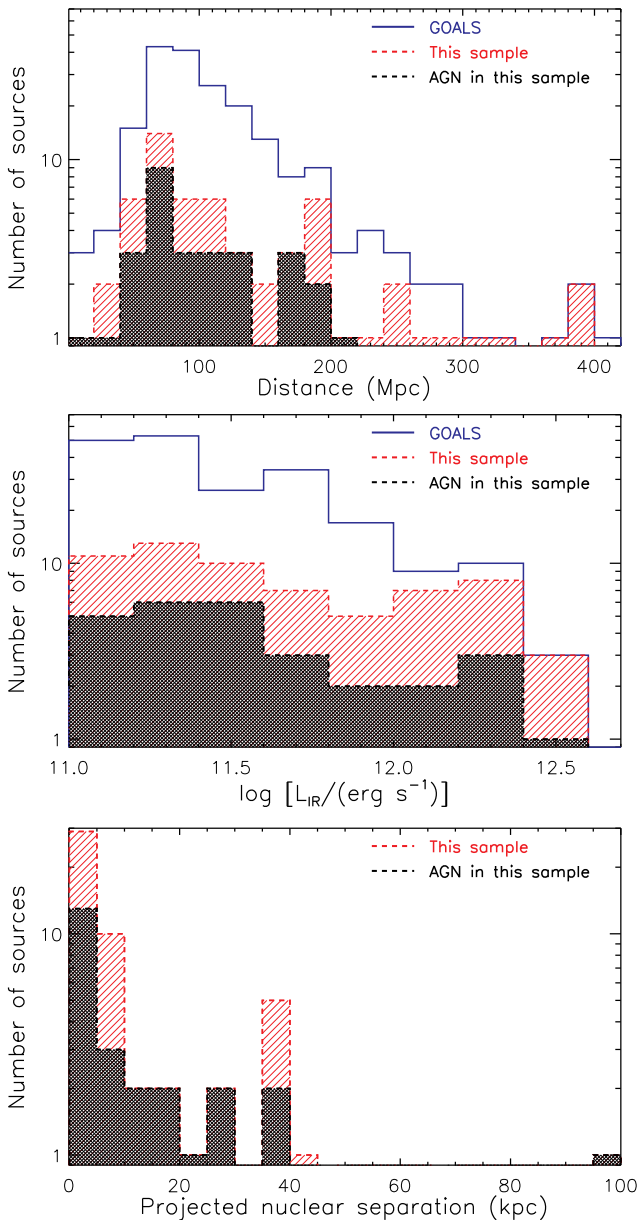 GOALS
This sample
AGN in this sample
Number of sources
10
1
100
200
300
400
Distance (Mpc)
GOALS
This sample
AGN in this sample
Number of sources
10
1
11.0
11.5
12.0
12.5
log [L_IR/(erg s⁻¹)]
This sample
AGN in this sample
Number of sources
10
1
0
20
40
60
80
100
Projected nuclear separation (kpc)